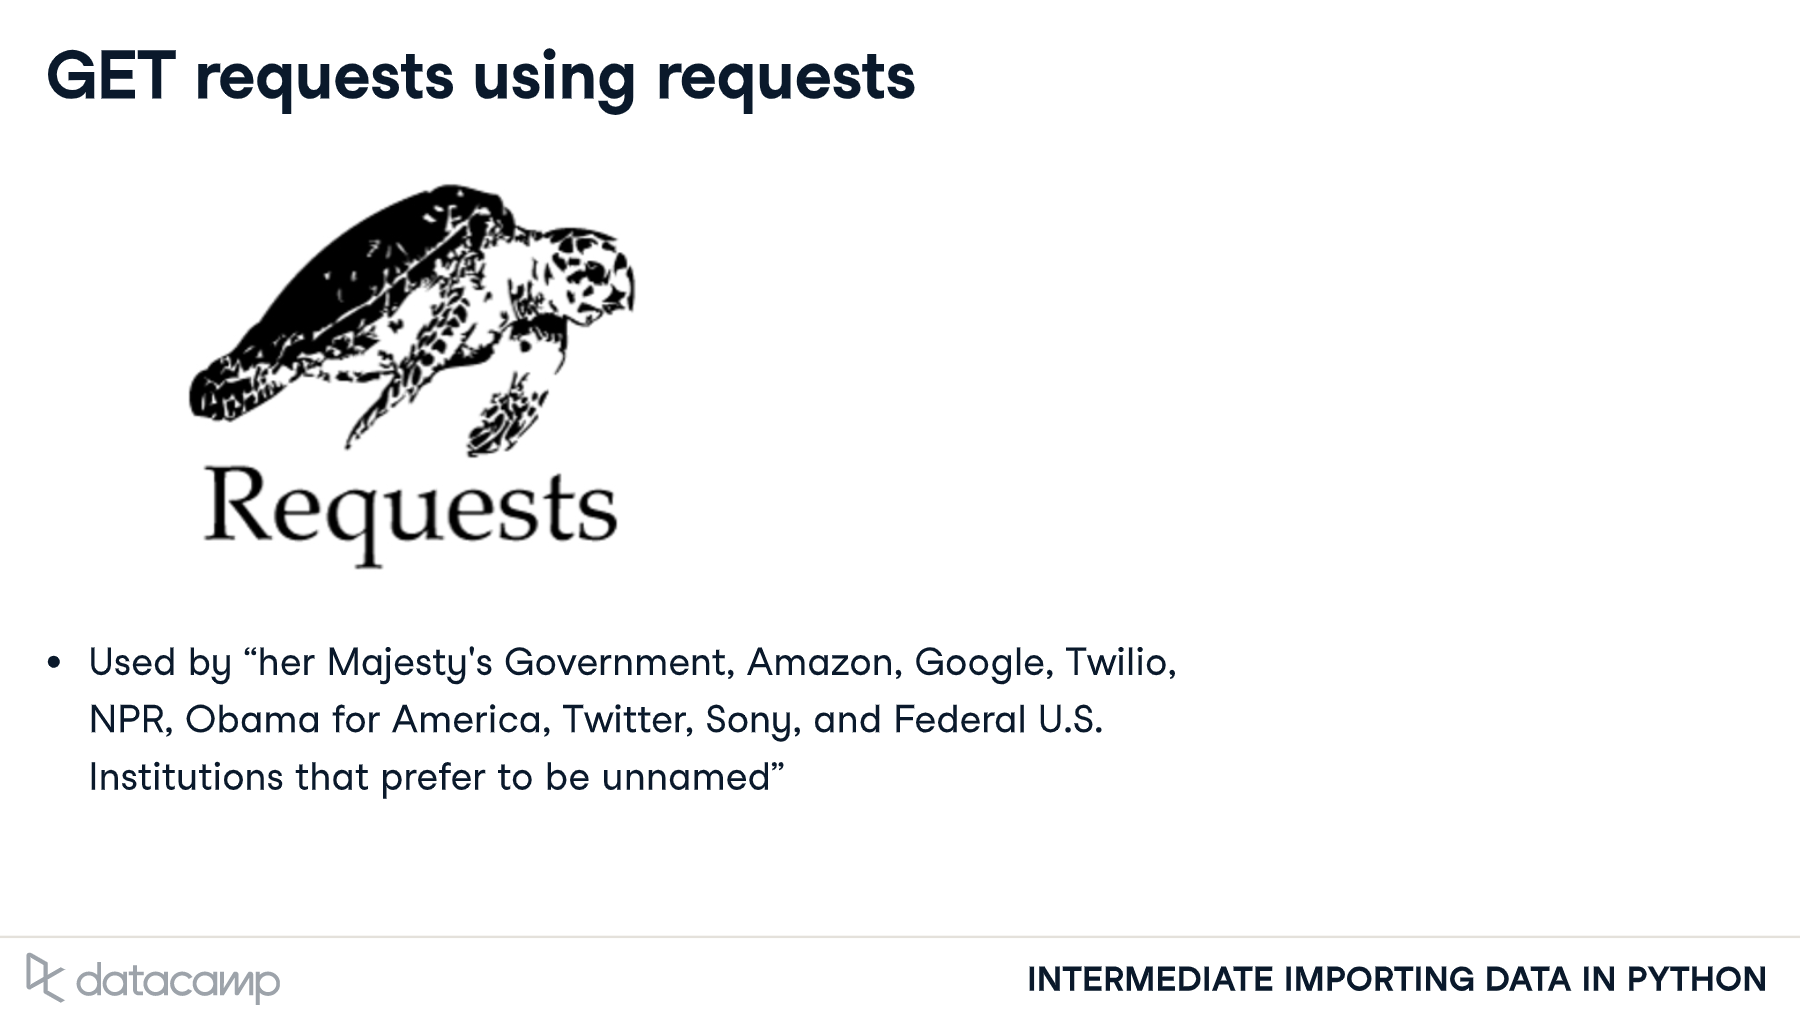 GET requests using requests
Requests
• Used by “her Majesty's Government, Amazon, Google, Twilio,
NPR, Obama for America, Twitter, Sony, and Federal U.S.
Institutions that prefer to be unnamed”
datacamp
INTERMEDIATE IMPORTING DATA IN PYTHON